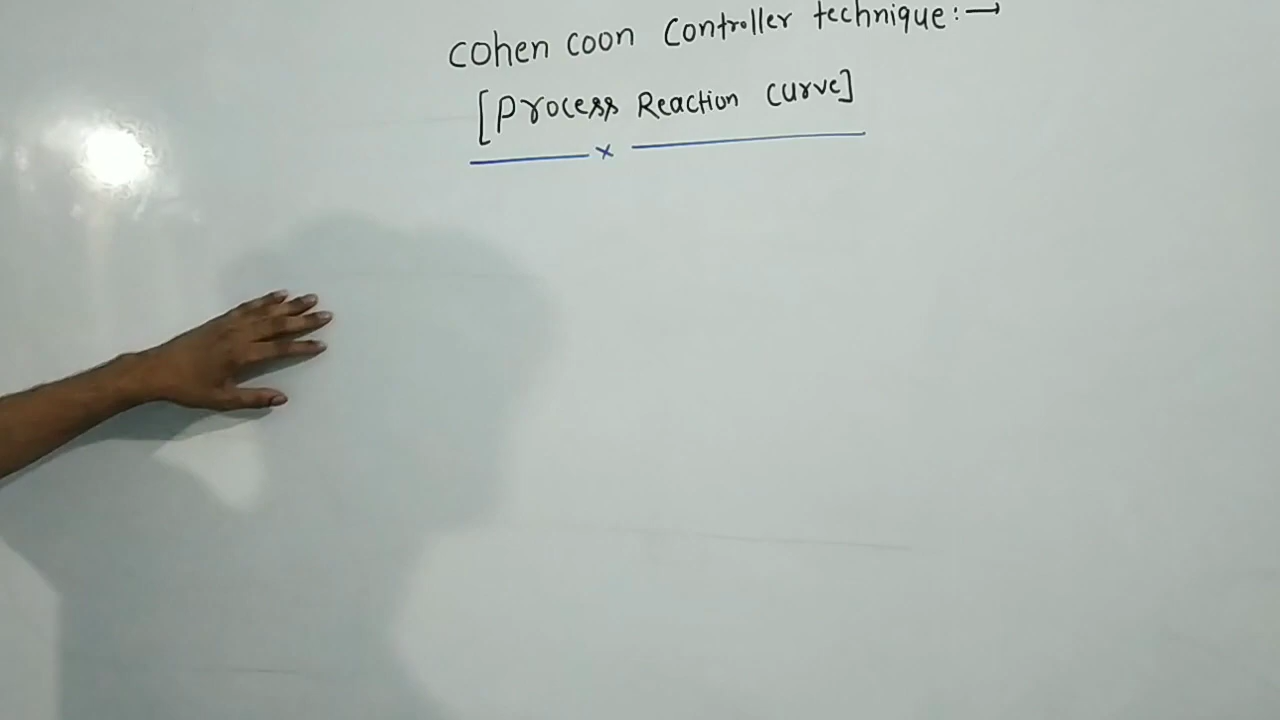 Cohen coon Controller technique:→
[Process Reaction curve]